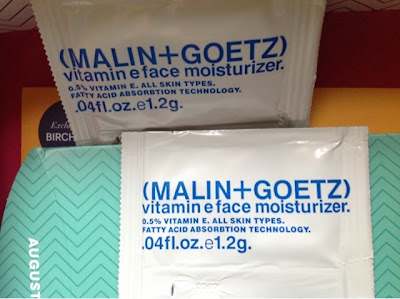 (MALIN+GOETZ)
vitamin e face moisturizer.
0.5% VITAMIN E. ALL SKIN TYPES.
FATTY ACID ABSORBTION TECHNOLOGY.
.04fl.oz.e1.2g.
BIRCH
(MALIN+GOETZ)
vitamin e face moisturizer.
0.5% VITAMIN E. ALL SKIN TYPES.
FATTY ACID ABSORBTION TECHNOLOGY.
.04fl.oz.e1.2g.
AUGUST